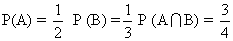 P(A) = 1/2 P (B) = 1/3 P (A ∩ B) = 3/4